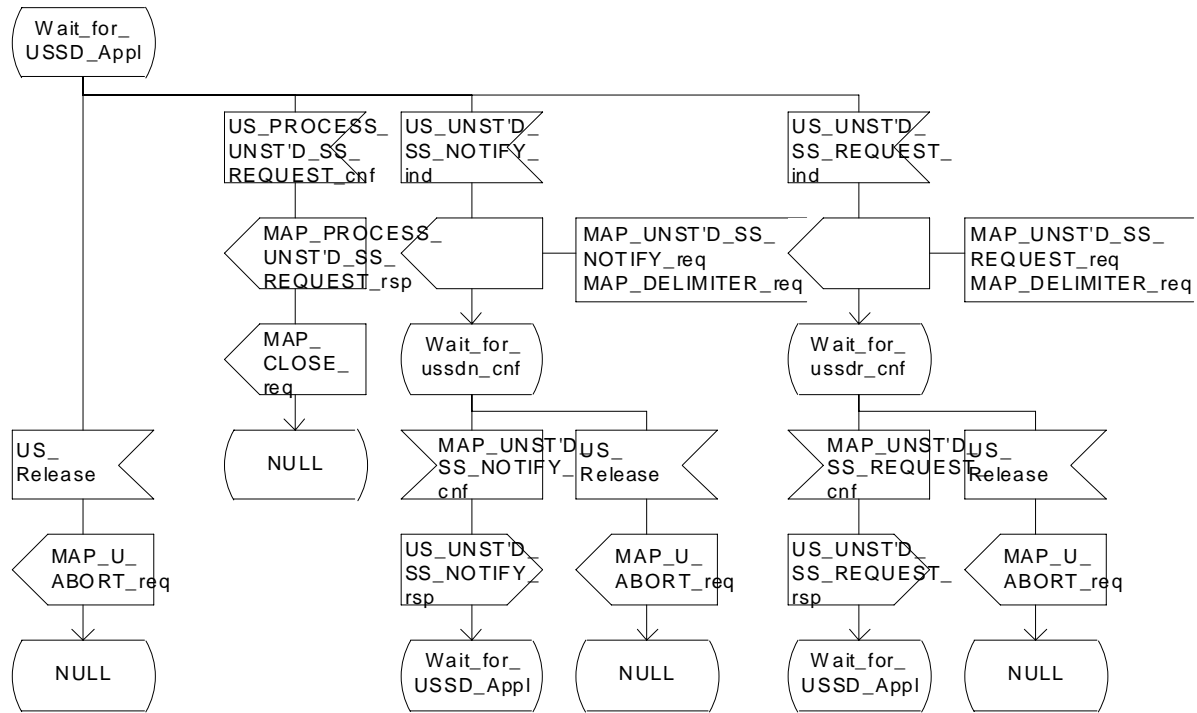 Wait_for_
USSD_Appl
US_PROCESS_
UNST'D_SS_
REQUEST_cnf
US_UNST'D_
SS_NOTIFY_
ind
US_UNST'D_
SS_REQUEST_
ind
MAP_PROCESS_
UNST'D_SS_
REQUEST_rsp
MAP_UNST'D_SS_
NOTIFY_req
MAP_DELIMITER_req
MAP_UNST'D_SS_
REQUEST_req
MAP_DELIMITER_req
MAP_
CLOSE_
req
Wait_for_
ussdn_cnf
Wait_for_
ussdr_cnf
US_
Release
NULL
MAP_UNST'D_
SS_NOTIFY_
cnf
US_
Release
MAP_UNST'D_
SS_REQUEST_
cnf
US_
Release
MAP_U_
ABORT_req
US_UNST'D_
SS_NOTIFY_
rsp
MAP_U_
ABORT_req
US_UNST'D_
SS_REQUEST_
rsp
MAP_U_
ABORT_req
NULL
Wait_for_
USSD_Appl
NULL
Wait_for_
USSD_Appl
NULL